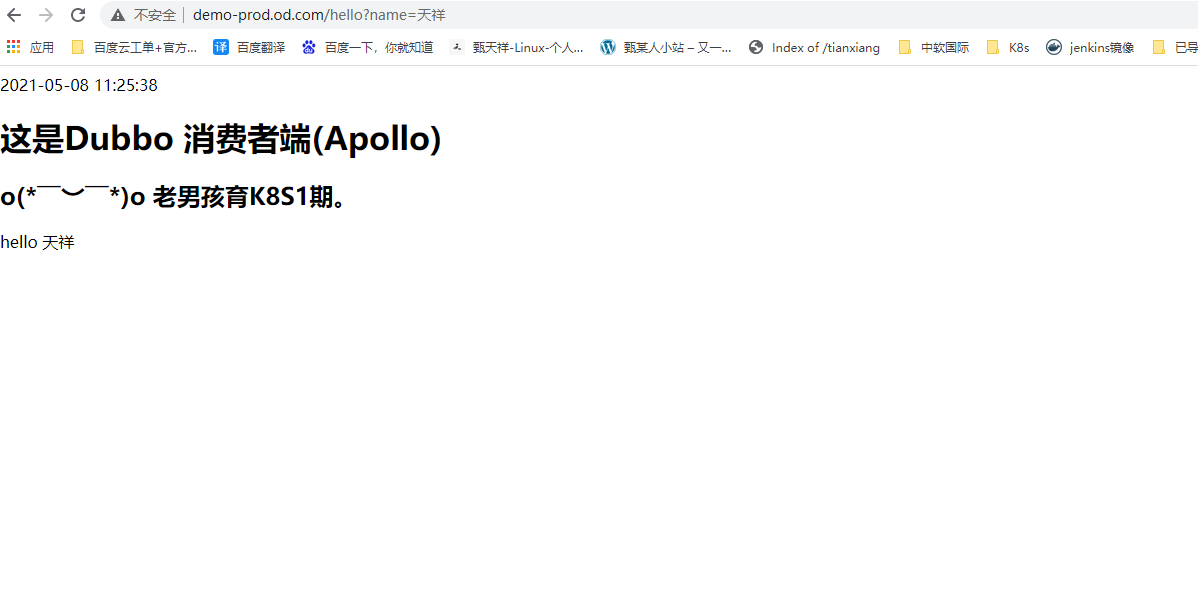 不安全 demo-prod.od.com/hello?name=天祥
应用 百度云工单+官方... 译 百度翻译 百度一下，你就知道 甄天祥-Linux-个人... 甄某人小站 – 又一... Index of /tianxiang 中软国际 K8s jenkins镜像 已导
2021-05-08 11:25:38
这是Dubbo 消费者端(Apollo)
o(*￣︶￣*)o 老男孩育K8S1期。
hello 天祥